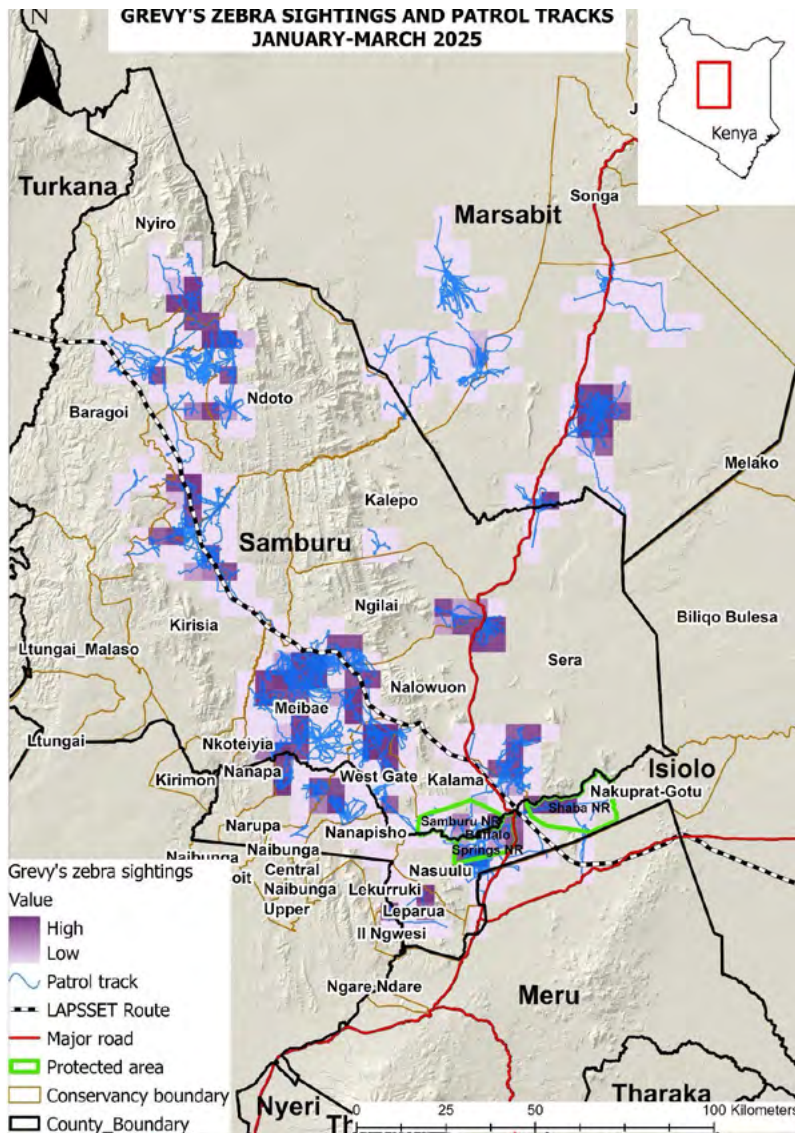 GREVY'S ZEBRA SIGHTINGS AND PATROL TRACKS
JANUARY-MARCH 2025
N
J
Kenya
Turkana
Nyiro
Marsabit
Songa
Baragoi
Ndoto
Melako
Kalepo
Samburu
Ngilai
Biliqo Bulesa
Kirisia
Sera
Ltungai_Malaso
Nalowuon
Meibae
Ltungai
Nkoteiyia
Kirimon
Nanapa
West Gate
Kalama
Isiolo
Nakuprat-Gotu
Shaba NR
Samburu NR
Buffalo
Springs NR
Narupa
Nanapisho
Naibunga
Naibunga
Central
oit
Nasuulu
Naibunga
Upper
Lekurruki
Leparua
Il Ngwesi
Ngare Ndare
Meru
Tharaka
Nyeri
Th
Grevy's zebra sightings
Value
High
Low
Patrol track
LAPSSET Route
Major road
Protected area
Conservancy boundary
County_Boundary
0 25 50 100 Kilometers